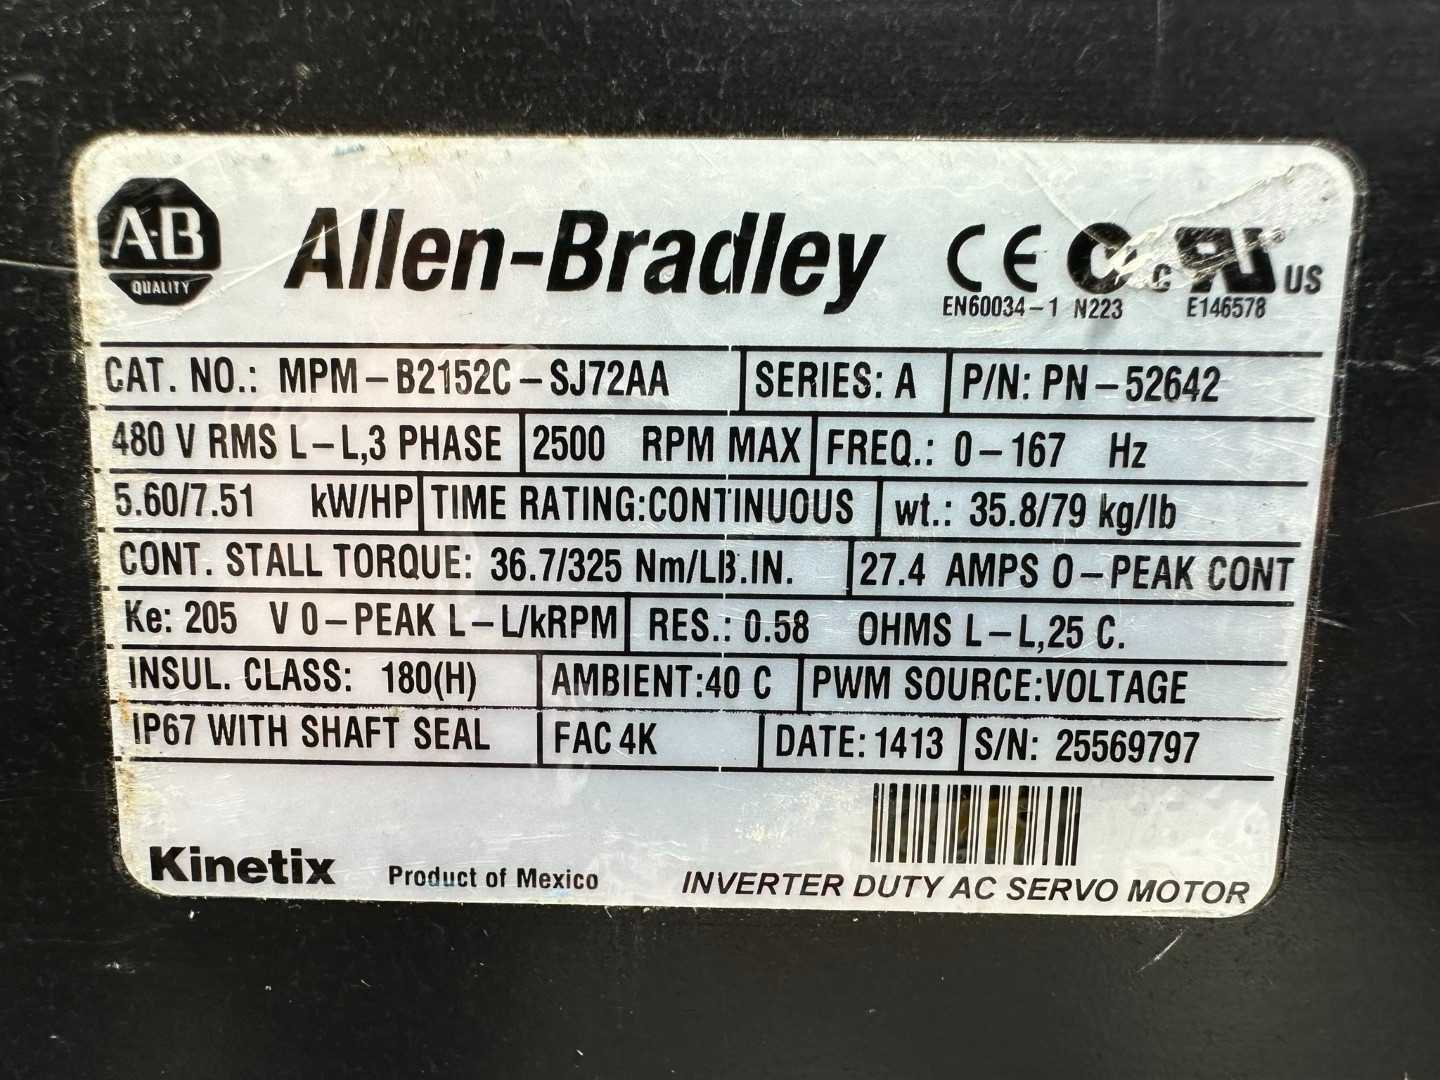 A-B Allen-Bradley CE C UR US
QUALITY EN60034-1 N223 E146578
CAT. NO.: MPM-B2152C-SJ72AA SERIES: A P/N: PN-52642
480 V RMS L-L,3 PHASE 2500 RPM MAX FREQ.: 0-167 Hz
5.60/7.51 kW/HP TIME RATING:CONTINUOUS wt.: 35.8/79 kg/lb
CONT. STALL TORQUE: 36.7/325 Nm/LB.IN. 27.4 AMPS 0-PEAK CONT
Ke: 205 V 0-PEAK L-L/kRPM RES.: 0.58 OHMS L-L,25 C.
INSUL. CLASS: 180(H) AMBIENT:40 C PWM SOURCE:VOLTAGE
IP67 WITH SHAFT SEAL FAC 4K DATE: 1413 S/N: 25569797
Kinetix Product of Mexico INVERTER DUTY AC SERVO MOTOR